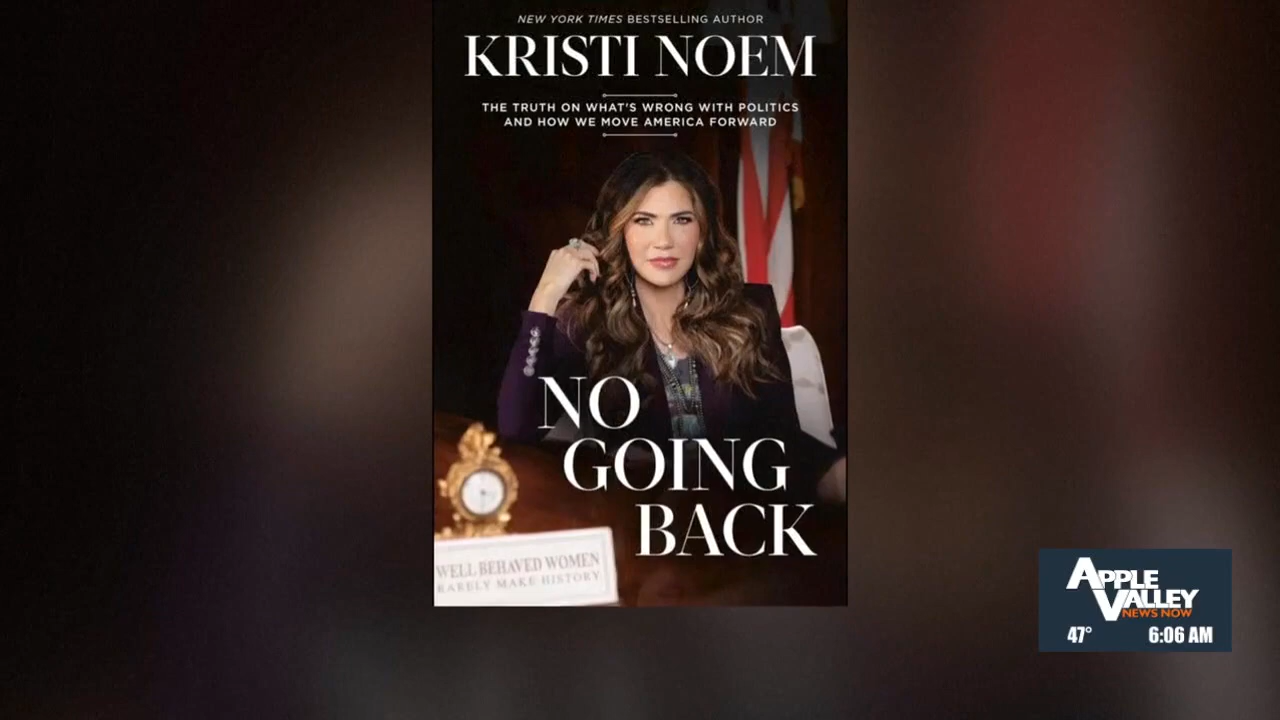 NEW YORK TIMES BESTSELLING AUTHOR
KRISTI NOEM
THE TRUTH ON WHAT'S WRONG WITH POLITICS
AND HOW WE MOVE AMERICA FORWARD
NO
GOING
BACK
WELL BEHAVED WOMEN
RARELY MAKE HISTORY
APPLE
VALLEY
NEWS NOW
47° 6:06 AM